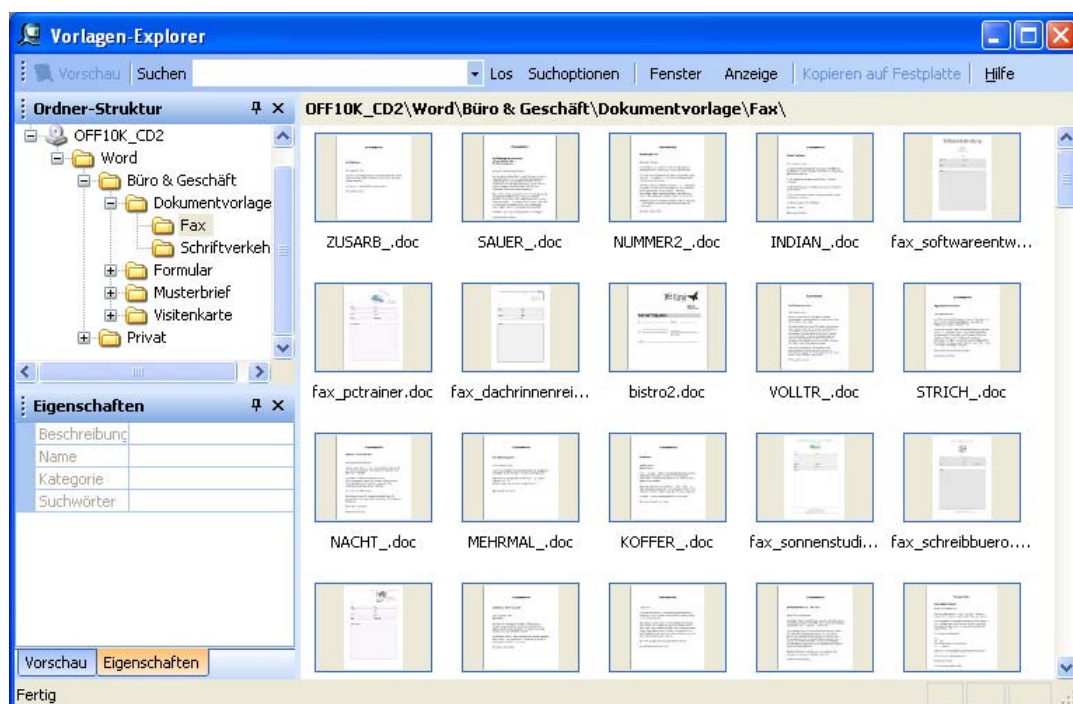 Vorlagen-Explorer
Vorschau Suchen Los Suchoptionen Fenster Anzeige Kopieren auf Festplatte Hilfe
Ordner-Struktur
OFF10K_CD2\Word\Büro & Geschäft\Dokumentvorlage\Fax\
OFF10K_CD2
Word
Büro & Geschäft
Dokumentvorlage
Fax
Schriftverkeh
Formular
Musterbrief
Visitenkarte
Privat
Eigenschaften
Beschreibung
Name
Kategorie
Suchwörter
Vorschau Eigenschaften
ZUSARB_.doc SAUER_.doc NUMMER2_.doc INDIAN_.doc fax_softwareentw...
fax_pctrainer.doc fax_dachrinnenrei... bistro2.doc VOLLTR_.doc STRICH_.doc
NACHT_.doc MEHRMAL_.doc KOFFER_.doc fax_sonnenstudi... fax_schreibbuero....
Fertig